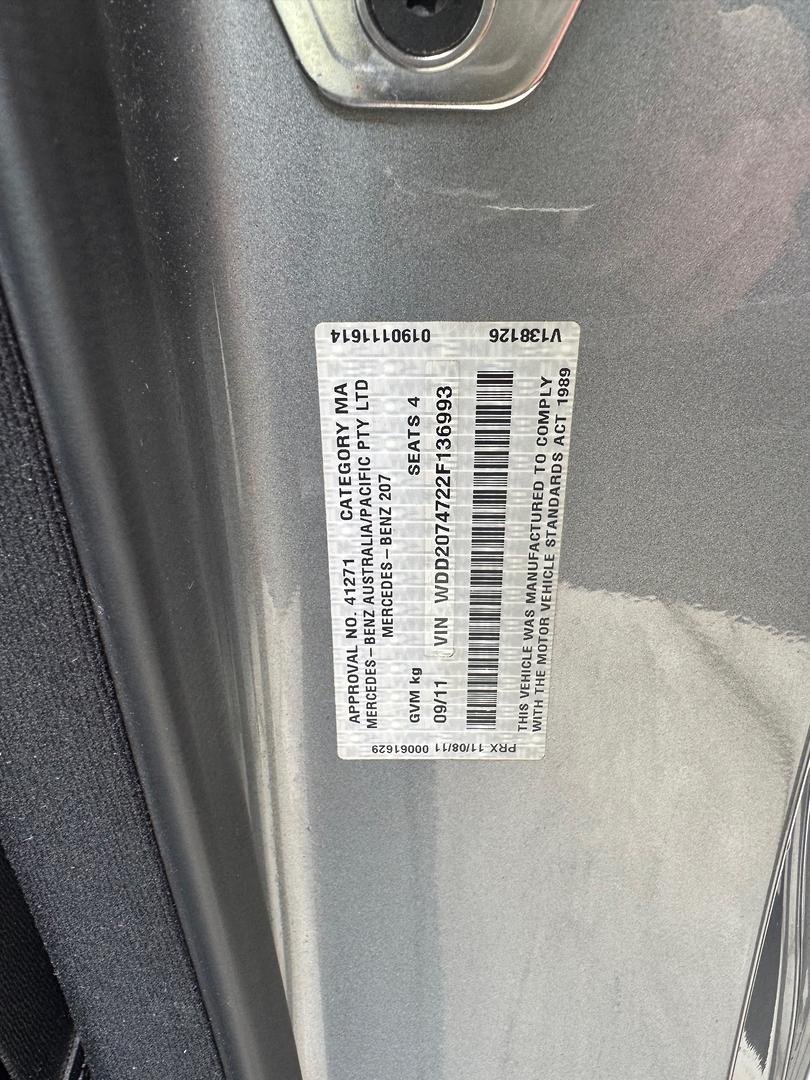 0190111614
V138126
APPROVAL NO. 41271 CATEGORY MA
MERCEDES-BENZ AUSTRALIA/PACIFIC PTY LTD
MERCEDES-BENZ 207
GVM kg SEATS 4
09/11 VIN WDD2074722F136993
THIS VEHICLE WAS MANUFACTURED TO COMPLY
WITH THE MOTOR VEHICLE STANDARDS ACT 1989
PRX 11/08/11 00061629